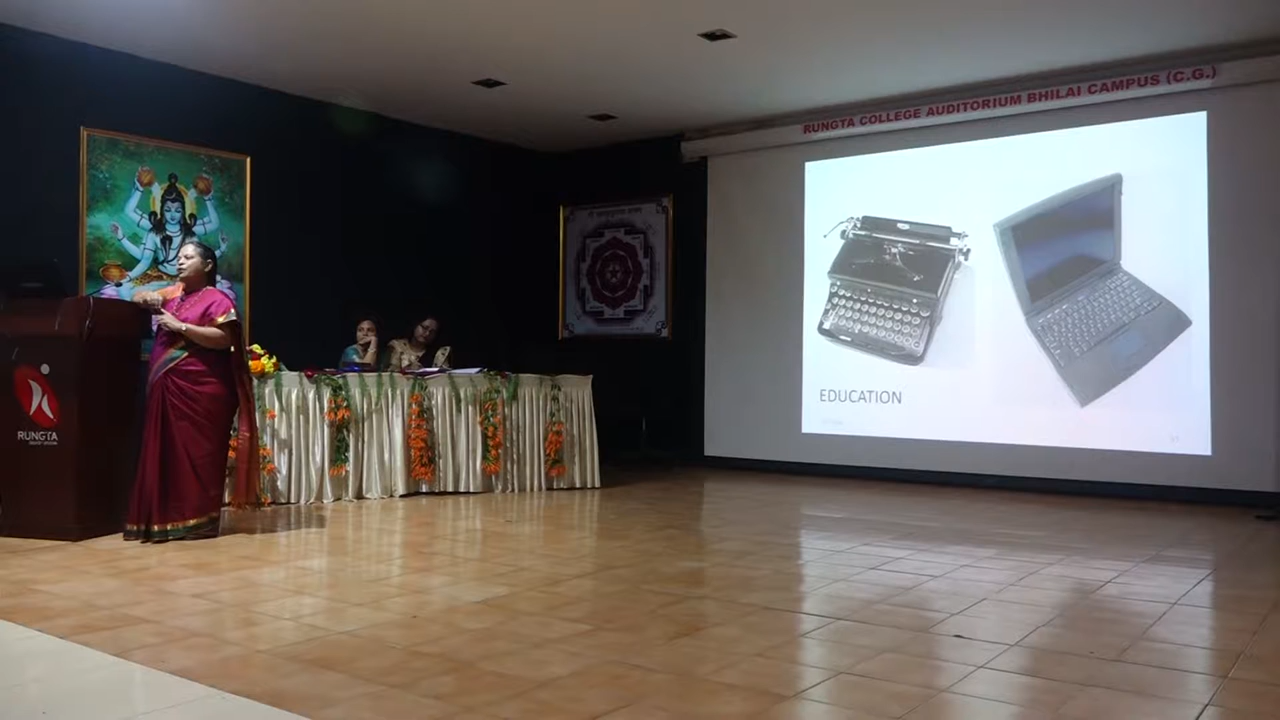 RUNGTA COLLEGE AUDITORIUM BHILAI CAMPUS (C.G.)
EDUCATION
RUNGTA